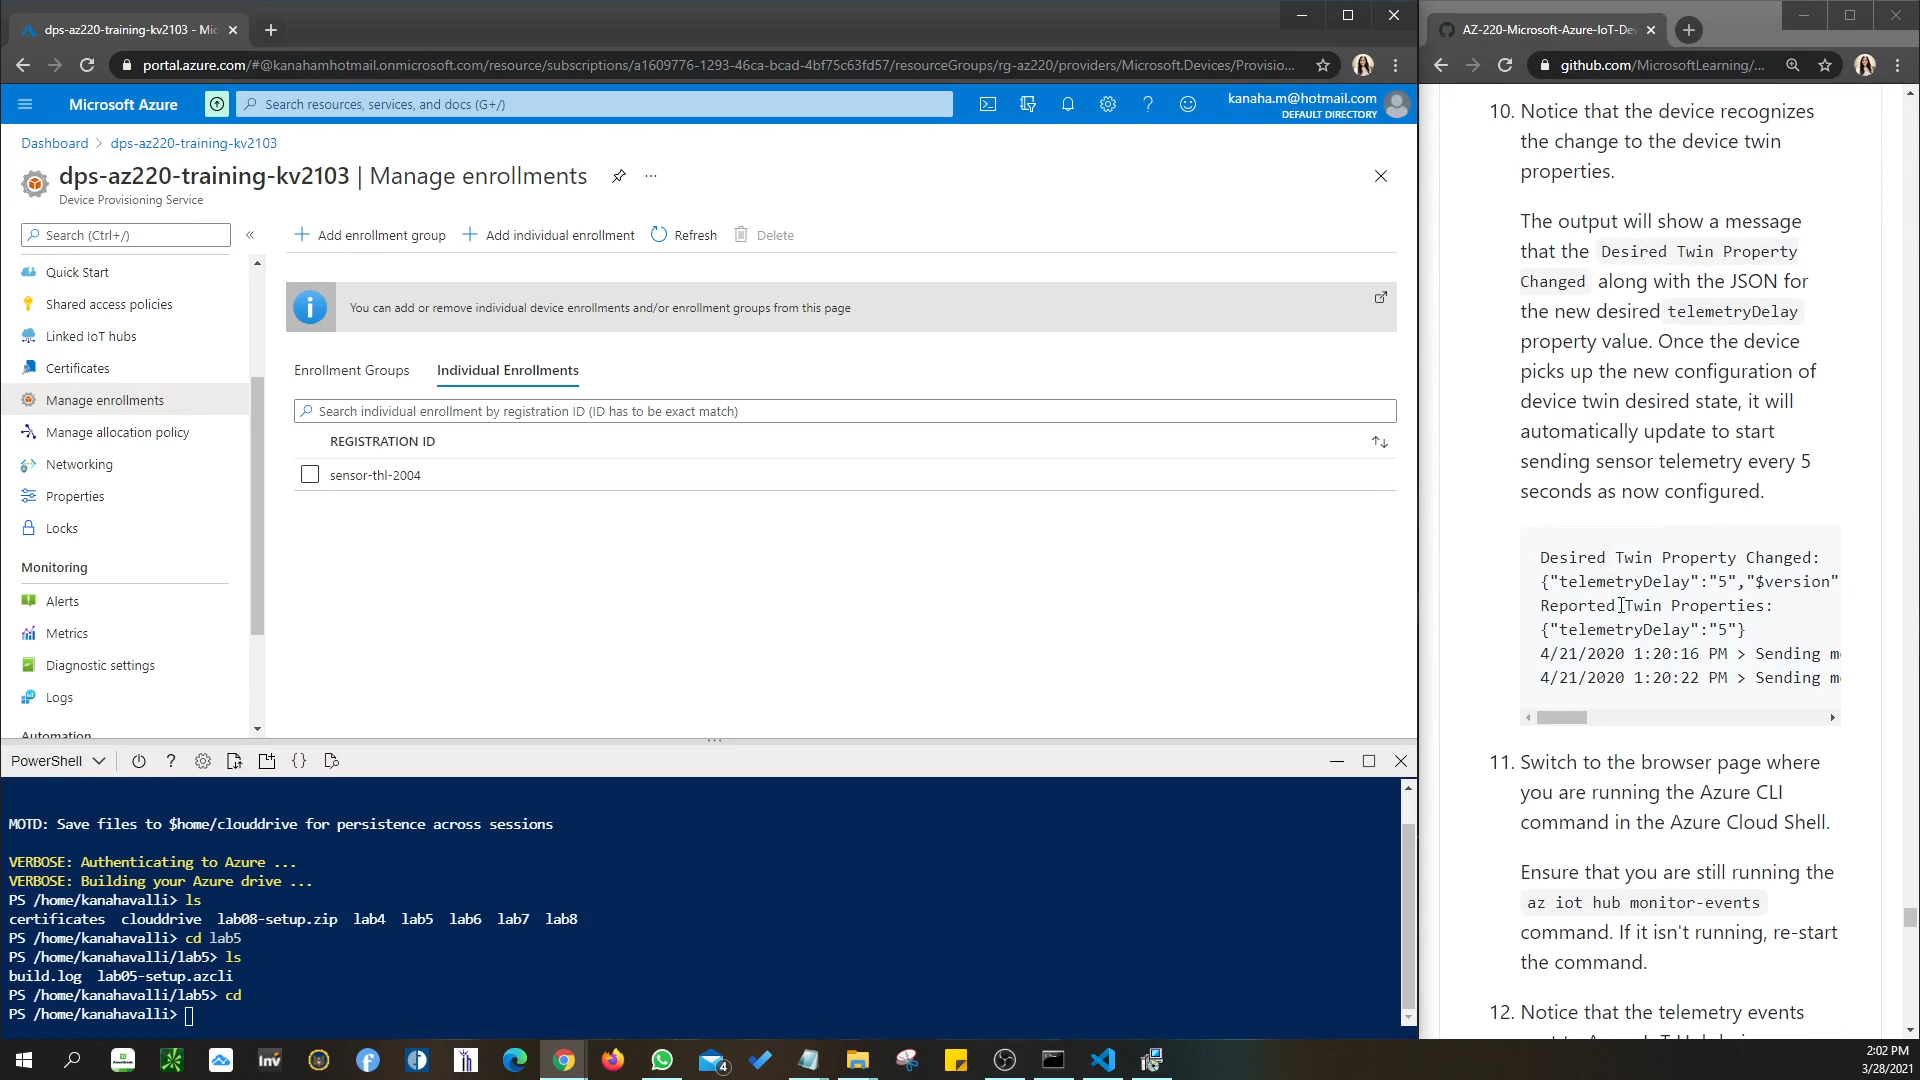 dps-az220-training-kv2103 - Mic
AZ-220-Microsoft-Azure-IoT-De
portal.azure.com/#@kanahamhotmail.onmicrosoft.com/resource/subscriptions/a1609776-1293-46ca-bcad-4bf75c63fd57/resourceGroups/rg-az220/providers/Microsoft.Devices/Provisio...
github.com/MicrosoftLearning/...
Microsoft Azure
Search resources, services, and docs (G+/)
kanaha.m@hotmail.com
DEFAULT DIRECTORY
Dashboard > dps-az220-training-kv2103
dps-az220-training-kv2103 | Manage enrollments
Device Provisioning Service
Search (Ctrl+/)
Quick Start
Shared access policies
Linked IoT hubs
Certificates
Manage enrollments
Manage allocation policy
Networking
Properties
Locks
Monitoring
Alerts
Metrics
Diagnostic settings
Logs
Automation
Add enrollment group
Add individual enrollment
Refresh
Delete
You can add or remove individual device enrollments and/or enrollment groups from this page
Enrollment Groups
Individual Enrollments
Search individual enrollment by registration ID (ID has to be exact match)
REGISTRATION ID
sensor-thl-2004
PowerShell
MOTD: Save files to $home/clouddrive for persistence across sessions
VERBOSE: Authenticating to Azure ...
VERBOSE: Building your Azure drive ...
PS /home/kanahavalli> ls
certificates clouddrive lab08-setup.zip lab4 lab5 lab6 lab7 lab8
PS /home/kanahavalli> cd lab5
PS /home/kanahavalli/lab5> ls
build.log lab05-setup.azcli
PS /home/kanahavalli/lab5> cd
PS /home/kanahavalli>
10. Notice that the device recognizes
the change to the device twin
properties.
The output will show a message
that the Desired Twin Property
Changed along with the JSON for
the new desired telemetryDelay
property value. Once the device
picks up the new configuration of
device twin desired state, it will
automatically update to start
sending sensor telemetry every 5
seconds as now configured.
Desired Twin Property Changed:
{"telemetryDelay":"5","$version"
Reported Twin Properties:
{"telemetryDelay":"5"}
4/21/2020 1:20:16 PM > Sending m
4/21/2020 1:20:22 PM > Sending m
11. Switch to the browser page where
you are running the Azure CLI
command in the Azure Cloud Shell.
Ensure that you are still running the
az iot hub monitor-events
command. If it isn't running, re-start
the command.
12. Notice that the telemetry events
Inv
4
2:02 PM
3/28/2021